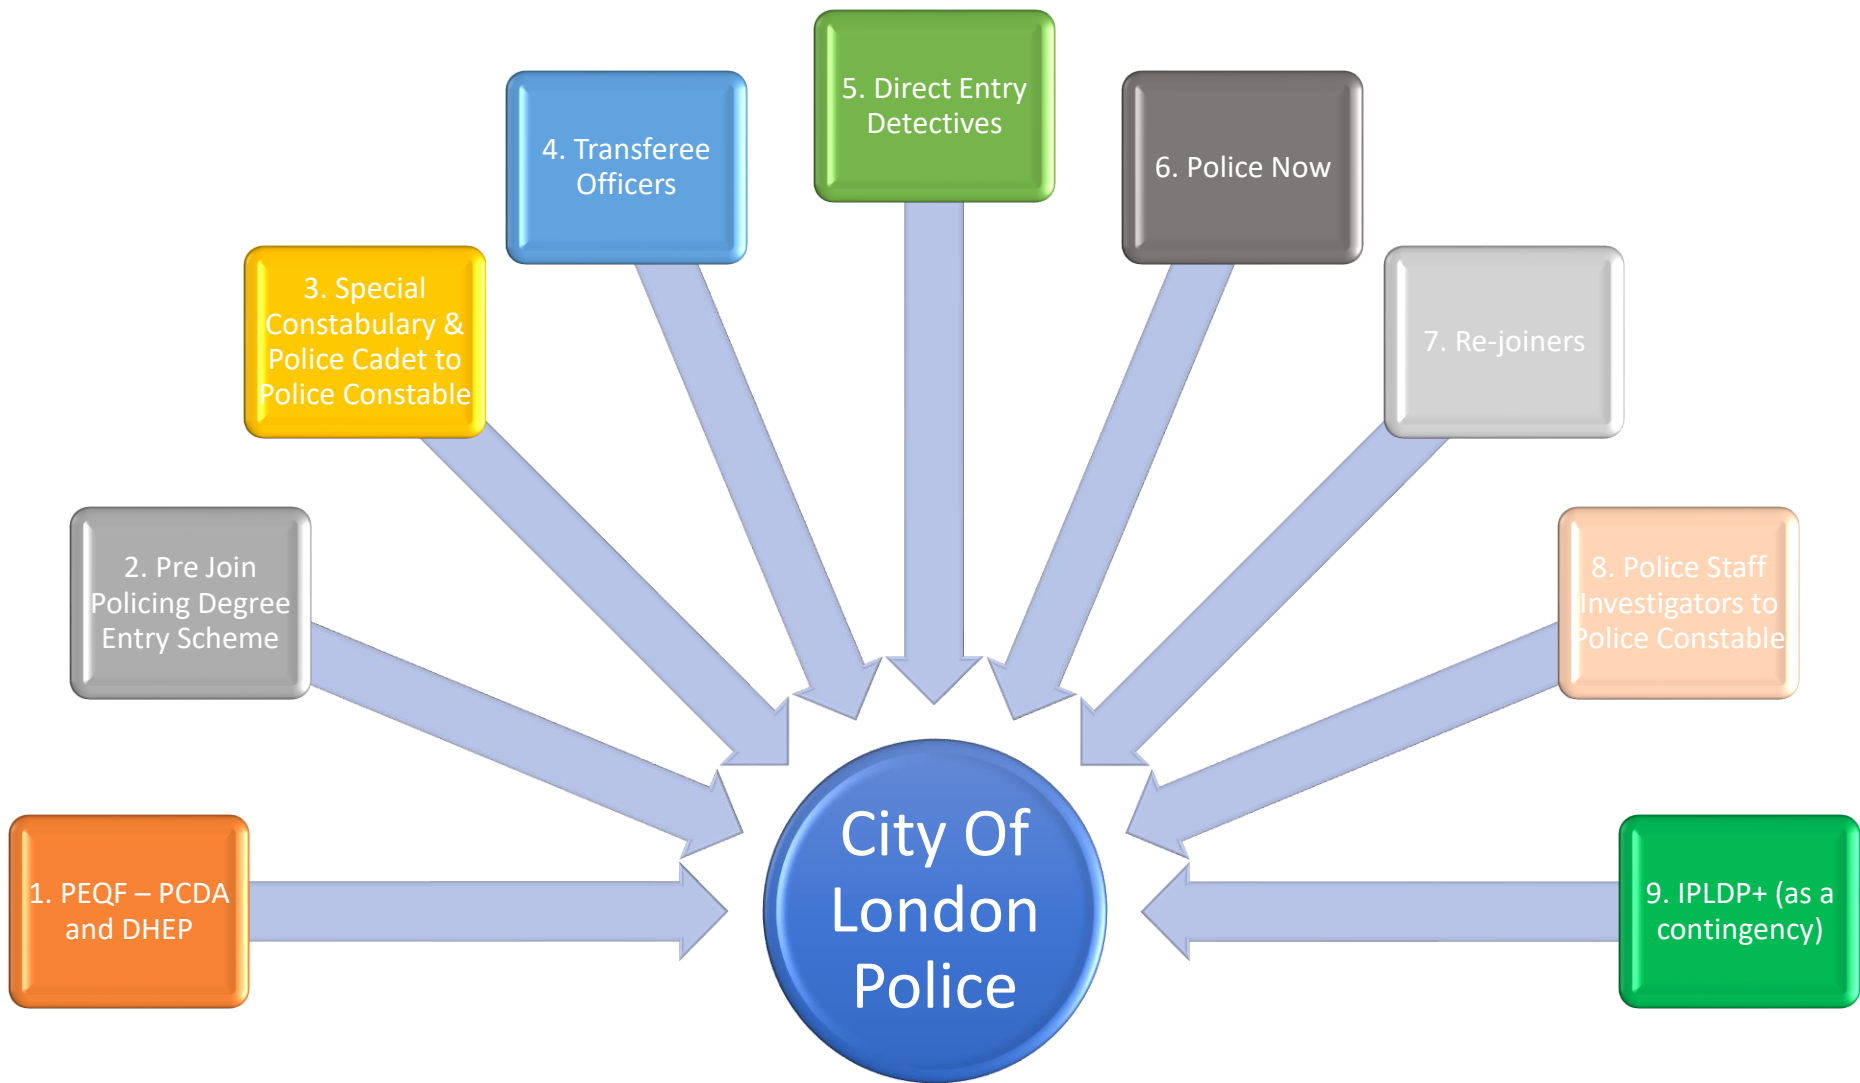 1. PEQF – PCDA
and DHEP
2. Pre Join
Policing Degree
Entry Scheme
3. Special
Constabulary &
Police Cadet to
Police Constable
4. Transferee
Officers
5. Direct Entry
Detectives
6. Police Now
7. Re-joiners
8. Police Staff
Investigators to
Police Constable
9. IPLDP+ (as a
contingency)
City Of
London
Police